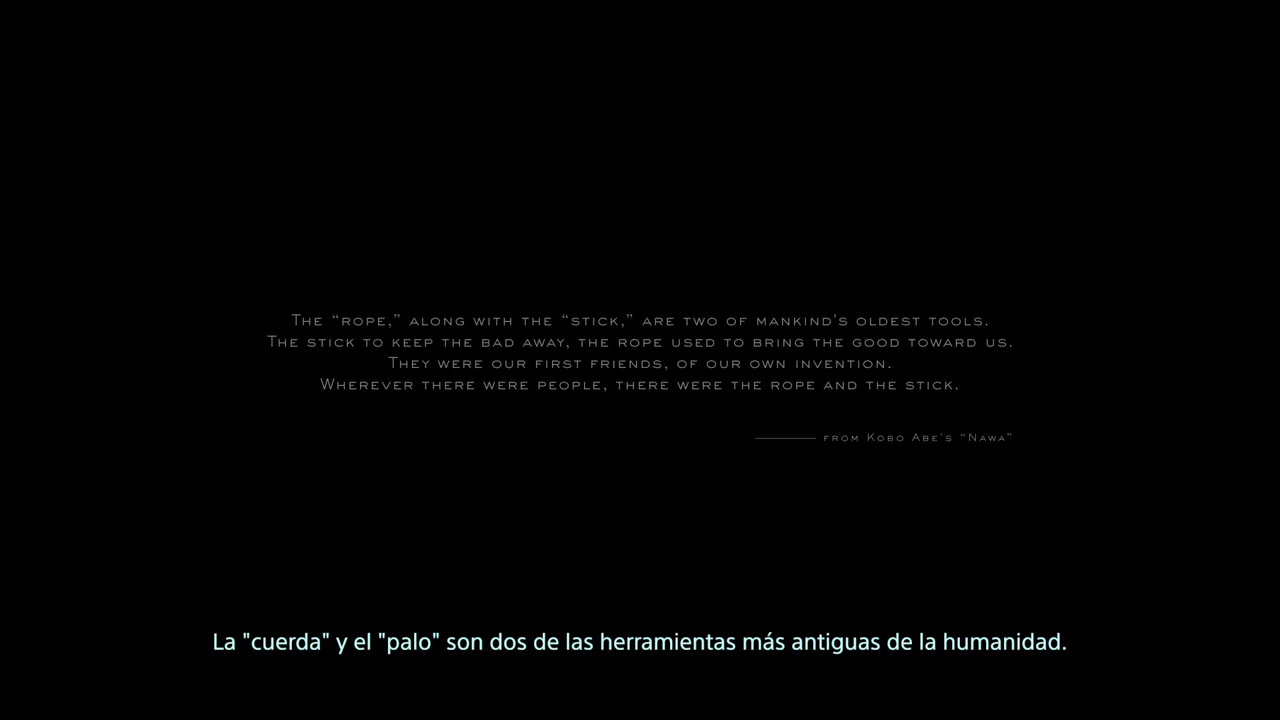 The “rope,” along with the “stick,” are two of mankind's oldest tools.
The stick to keep the bad away, the rope used to bring the good toward us.
They were our first friends, of our own invention.
Wherever there were people, there were the rope and the stick.
from Kobo Abe's “Nawa”
La "cuerda" y el "palo" son dos de las herramientas más antiguas de la humanidad.